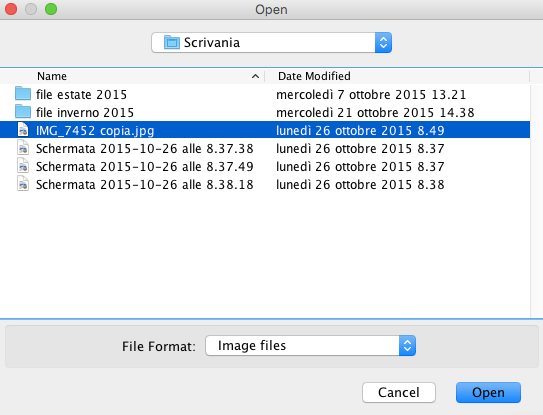 Open
Scrivania
Name Date Modified
file estate 2015 mercoledì 7 ottobre 2015 13.21
file inverno 2015 mercoledì 21 ottobre 2015 14.38
IMG_7452 copia.jpg lunedì 26 ottobre 2015 8.49
Schermata 2015-10-26 alle 8.37.38 lunedì 26 ottobre 2015 8.37
Schermata 2015-10-26 alle 8.37.49 lunedì 26 ottobre 2015 8.37
Schermata 2015-10-26 alle 8.38.18 lunedì 26 ottobre 2015 8.38
File Format: Image files
Cancel Open